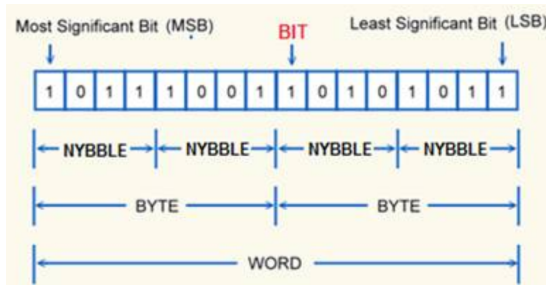 Most Significant Bit (MSB) BIT Least Significant Bit (LSB)
1 0 1 1 1 0 0 1 1 0 1 0 1 0 1 1
NYBBLE NYBBLE NYBBLE NYBBLE
BYTE BYTE
WORD